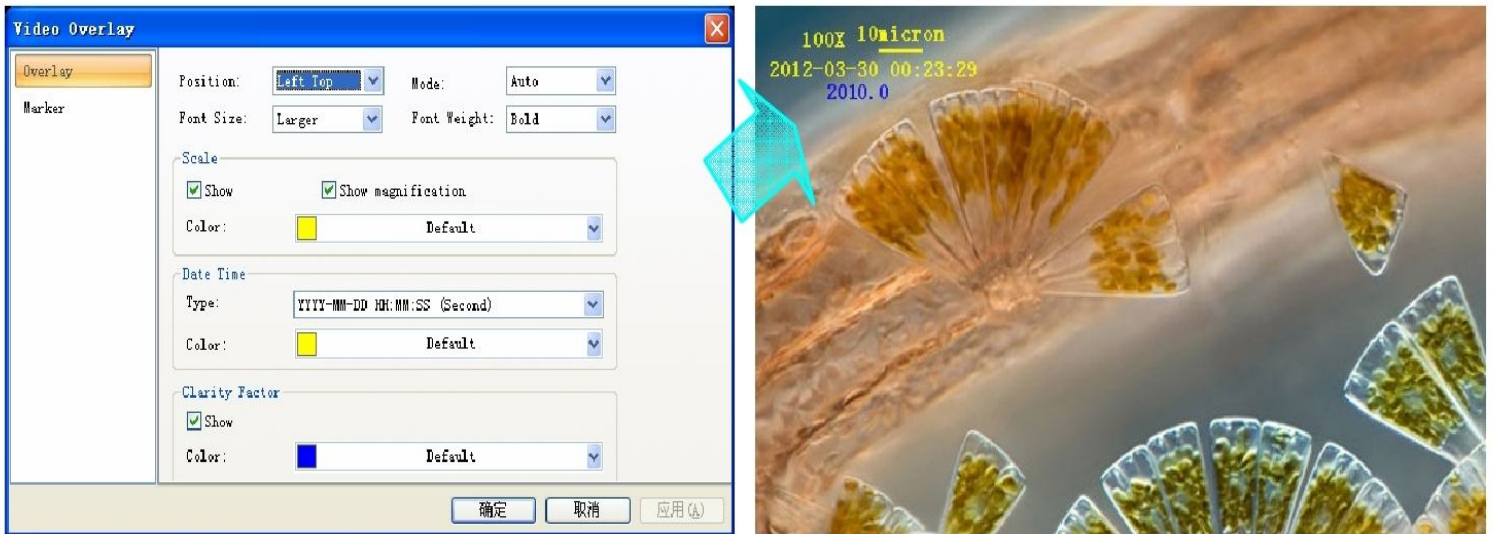 Video Overlay
Overlay
Marker
Position: Left Top Mode: Auto
Font Size: Larger Font Weight: Bold
Scale
Show Show magnification
Color: Default
Date Time
Type: YYYY-MM-DD HH:MM:SS (Second)
Color: Default
Clarity Factor
Show
Color: Default
确定 取消 应用(A)
100X 10micron
2012-03-30 00:23:29
2010.0